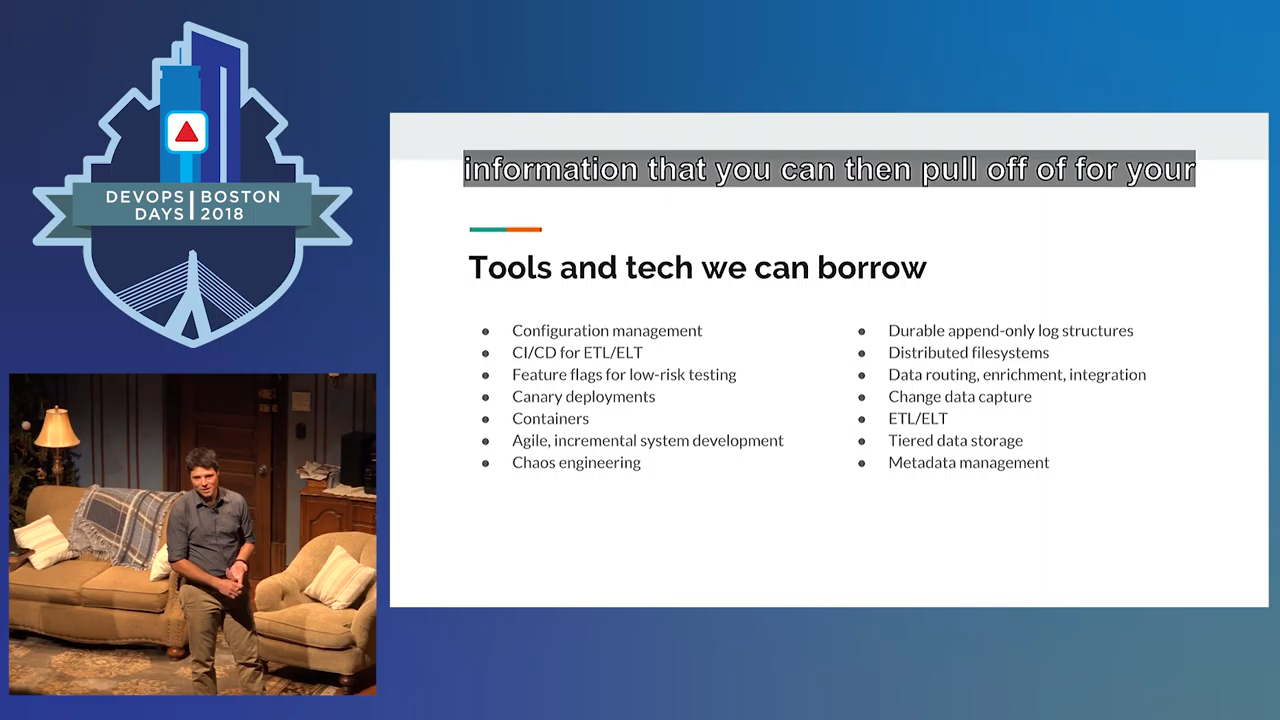 DEVOPS BOSTON
DAYS 2018
information that you can then pull off of for your
Tools and tech we can borrow
● Configuration management
● CI/CD for ETL/ELT
● Feature flags for low-risk testing
● Canary deployments
● Containers
● Agile, incremental system development
● Chaos engineering
● Durable append-only log structures
● Distributed filesystems
● Data routing, enrichment, integration
● Change data capture
● ETL/ELT
● Tiered data storage
● Metadata management